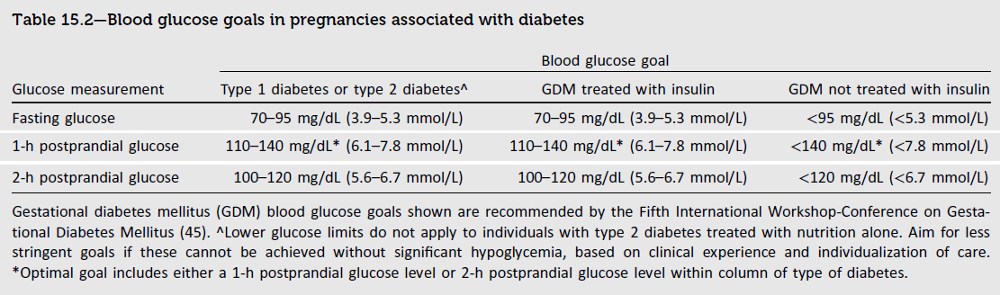 Table 15.2—Blood glucose goals in pregnancies associated with diabetes
Blood glucose goal
Glucose measurement Type 1 diabetes or type 2 diabetes^ GDM treated with insulin GDM not treated with insulin
Fasting glucose 70–95 mg/dL (3.9–5.3 mmol/L) 70–95 mg/dL (3.9–5.3 mmol/L) <95 mg/dL (<5.3 mmol/L)
1-h postprandial glucose 110–140 mg/dL* (6.1–7.8 mmol/L) 110–140 mg/dL* (6.1–7.8 mmol/L) <140 mg/dL* (<7.8 mmol/L)
2-h postprandial glucose 100–120 mg/dL (5.6–6.7 mmol/L) 100–120 mg/dL (5.6–6.7 mmol/L) <120 mg/dL (<6.7 mmol/L)
Gestational diabetes mellitus (GDM) blood glucose goals shown are recommended by the Fifth International Workshop-Conference on Gesta-
tional Diabetes Mellitus (45). ^Lower glucose limits do not apply to individuals with type 2 diabetes treated with nutrition alone. Aim for less
stringent goals if these cannot be achieved without significant hypoglycemia, based on clinical experience and individualization of care.
*Optimal goal includes either a 1-h postprandial glucose level or 2-h postprandial glucose level within column of type of diabetes.